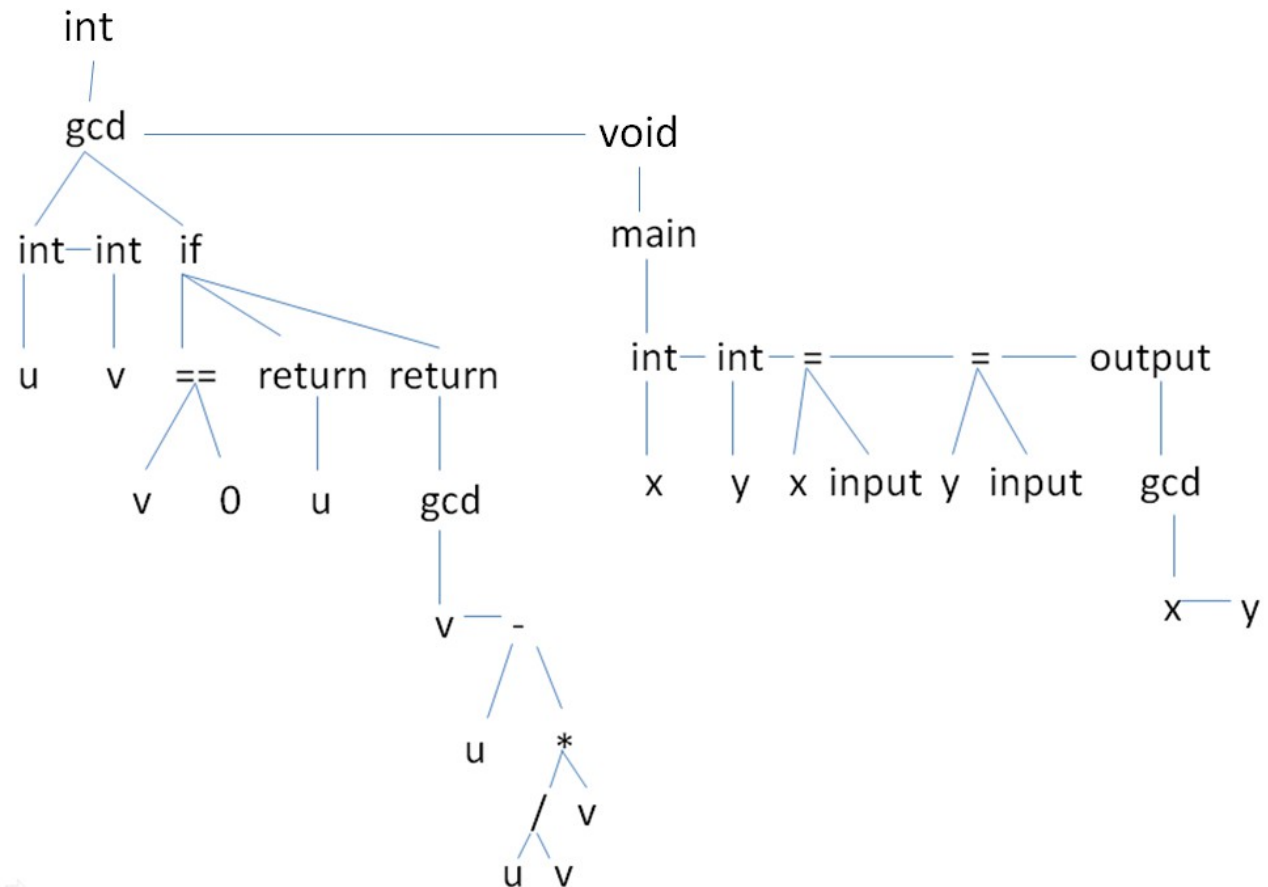 int
gcd void
main
int int if
int int = = output
u v == return return
x y x input y input gcd
v 0 u gcd
x y
v -
u *
/ v
u v